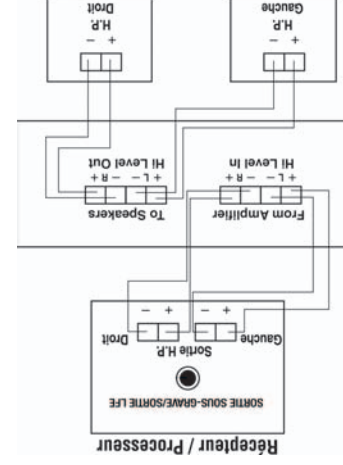 Récepteur / Processeur
SORTIE SOUS-GRAVE/SORTIE LFE
Gauche Sortie H.P. Droit
+ − + −
From Amplifier To Speakers
+ L − − R + + L − − R +
Hi Level In Hi Level Out
+ − + −
H.P. H.P.
Gauche Droit